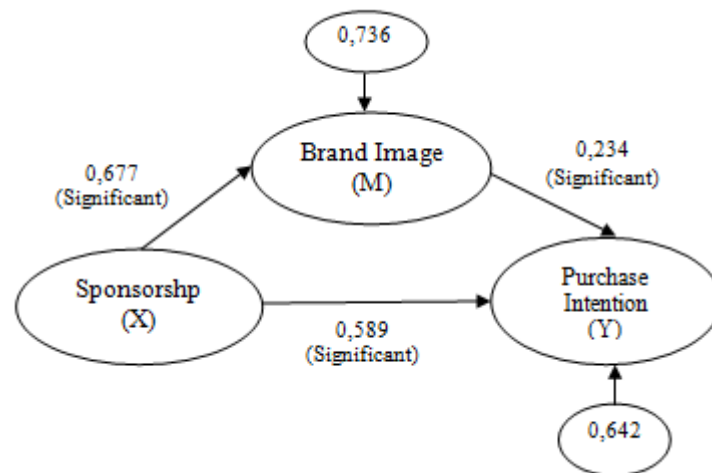 0,736
Brand Image
(M)
0,677
(Significant)
0,234
(Significant)
Sponsorshp
(X)
Purchase
Intention
(Y)
0,589
(Significant)
0,642